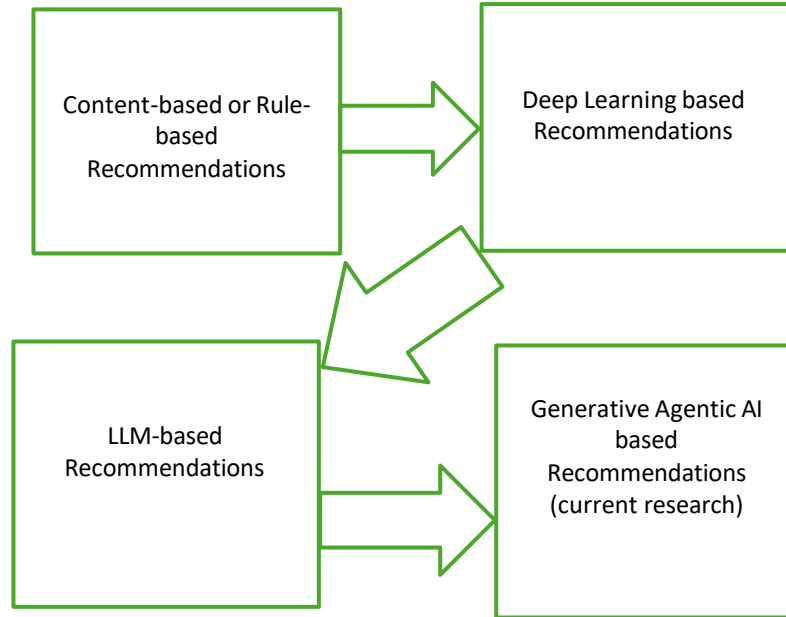 Content-based or Rule-
based
Recommendations
Deep Learning based
Recommendations
LLM-based
Recommendations
Generative Agentic AI
based
Recommendations
(current research)